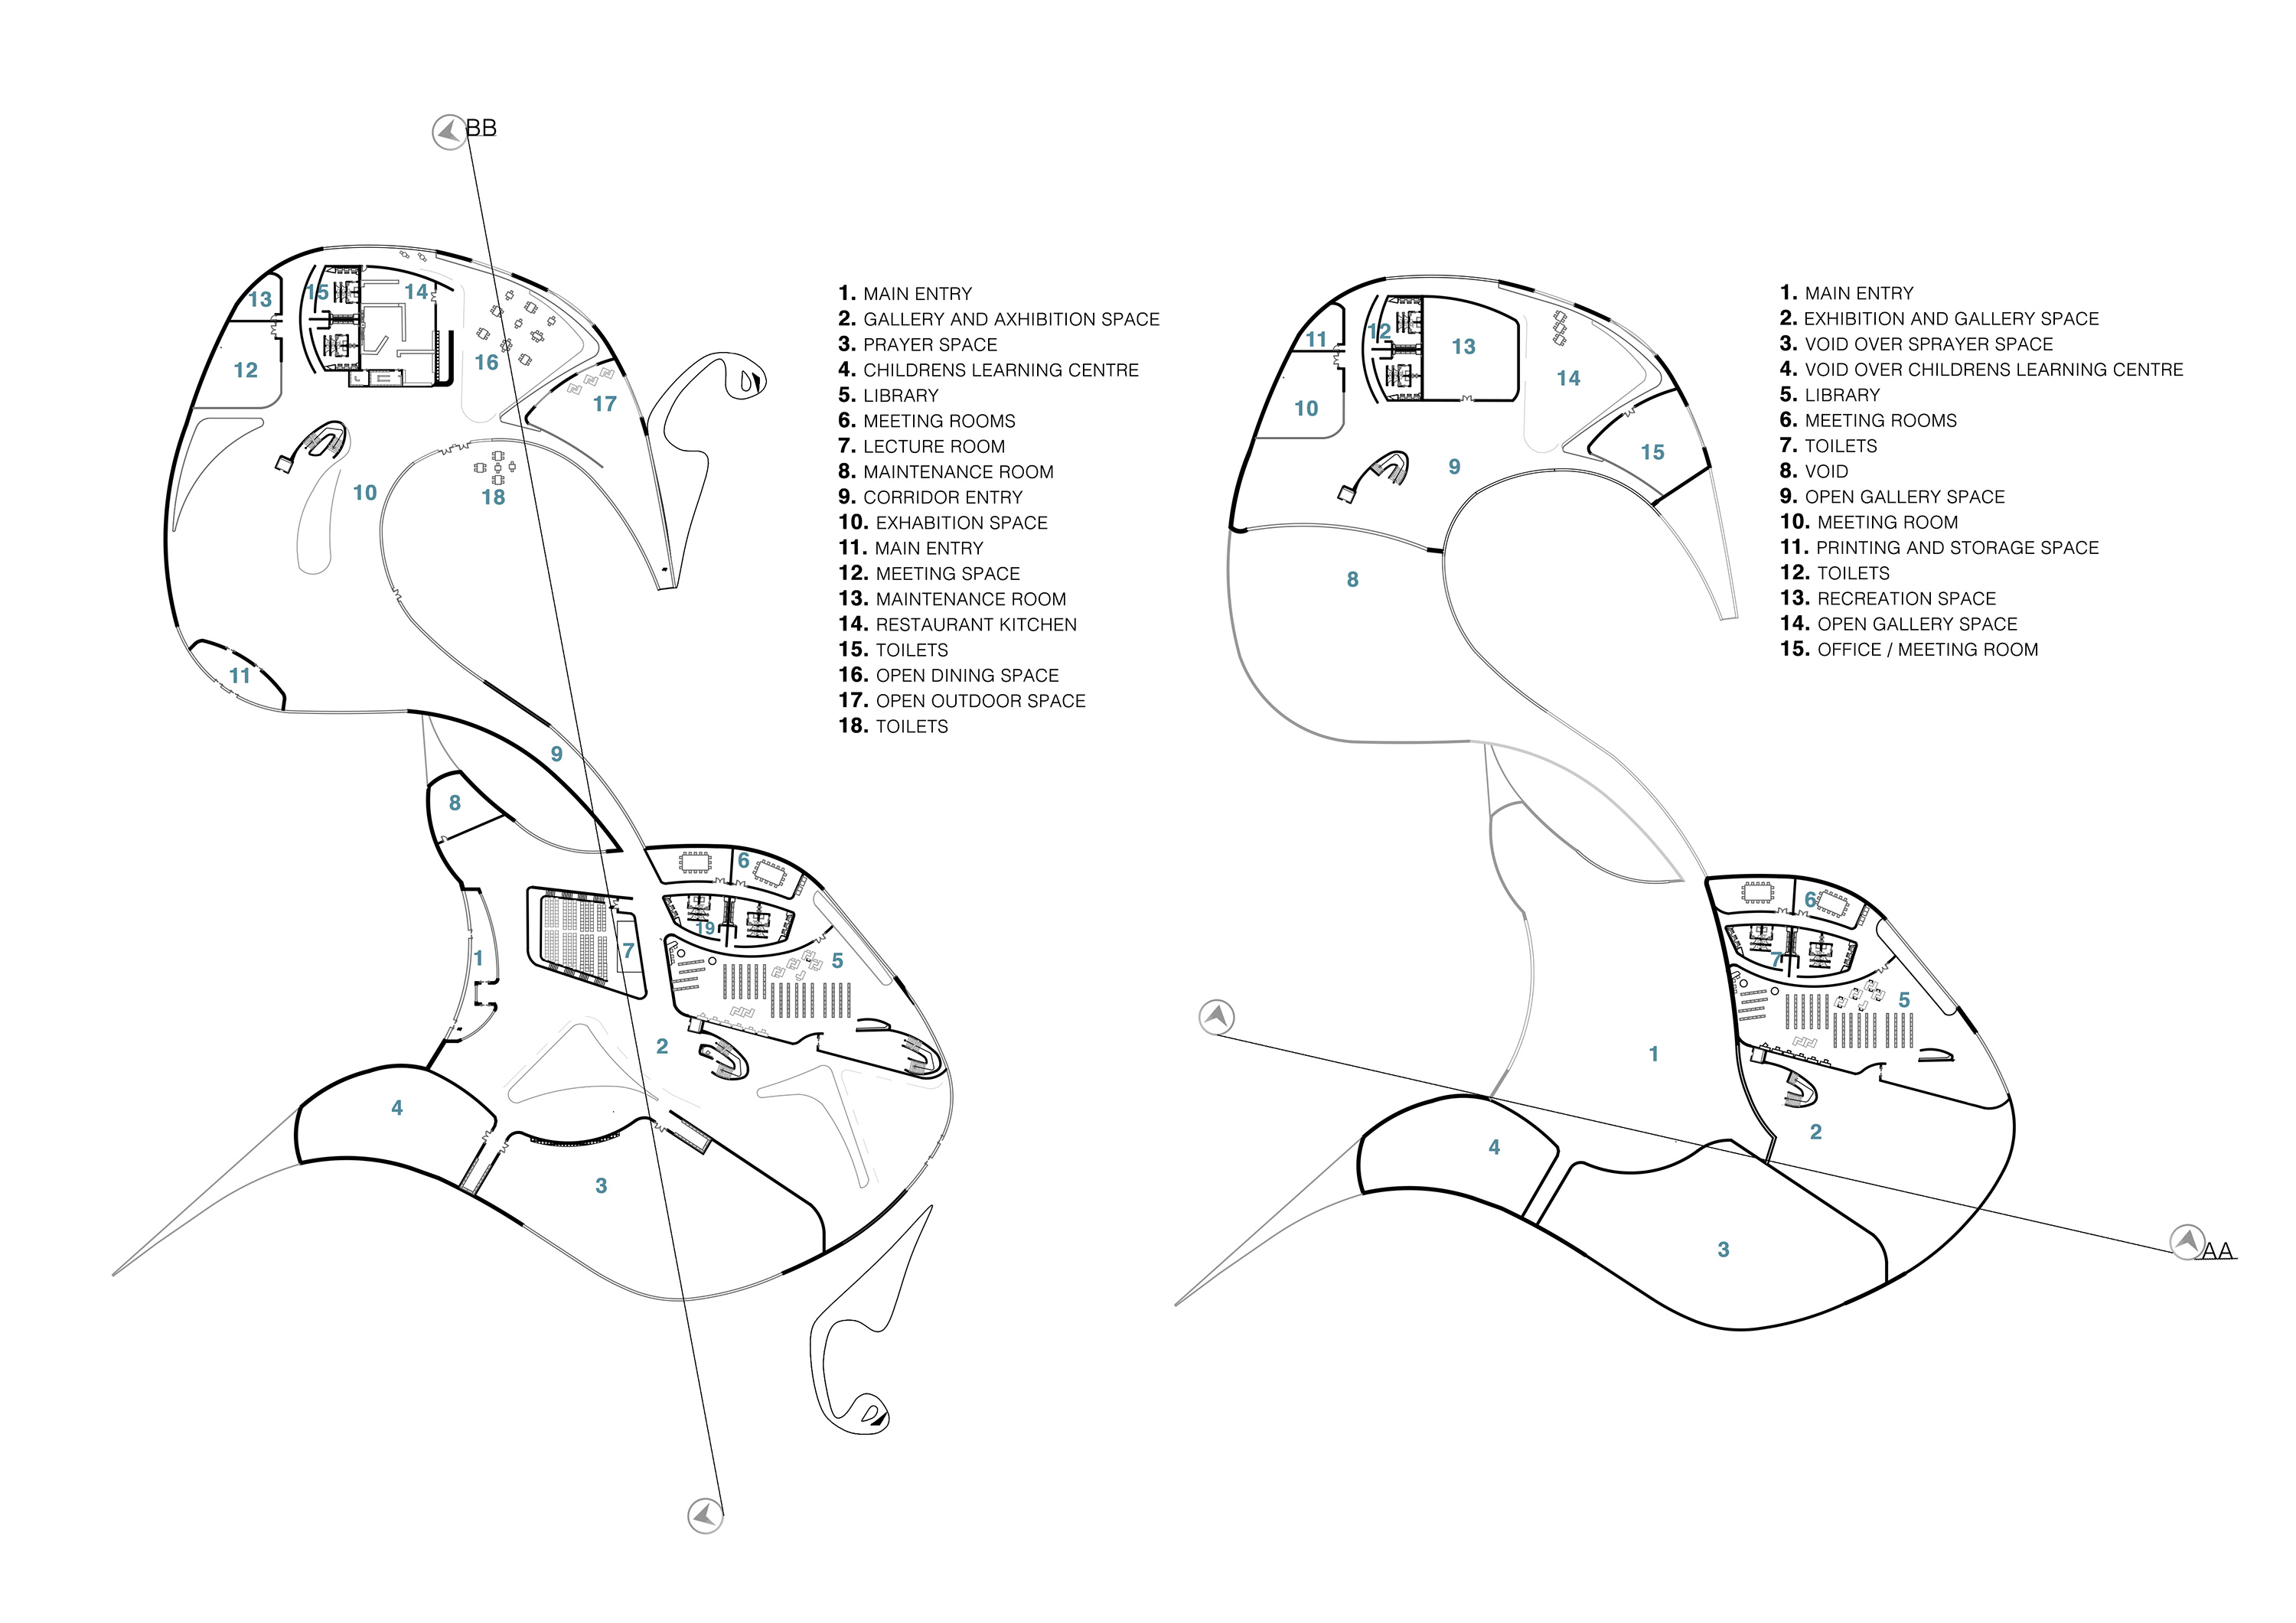 BB
13
15
14
16
12
17
10
18
11
9
8
6
19
7
5
1
2
4
3
1. MAIN ENTRY
2. GALLERY AND AXHIBITION SPACE
3. PRAYER SPACE
4. CHILDRENS LEARNING CENTRE
5. LIBRARY
6. MEETING ROOMS
7. LECTURE ROOM
8. MAINTENANCE ROOM
9. CORRIDOR ENTRY
10. EXHABITION SPACE
11. MAIN ENTRY
12. MEETING SPACE
13. MAINTENANCE ROOM
14. RESTAURANT KITCHEN
15. TOILETS
16. OPEN DINING SPACE
17. OPEN OUTDOOR SPACE
18. TOILETS
11
12
13
14
10
15
9
8
6
7
5
1
2
4
3
AA
1. MAIN ENTRY
2. EXHIBITION AND GALLERY SPACE
3. VOID OVER SPRAYER SPACE
4. VOID OVER CHILDRENS LEARNING CENTRE
5. LIBRARY
6. MEETING ROOMS
7. TOILETS
8. VOID
9. OPEN GALLERY SPACE
10. MEETING ROOM
11. PRINTING AND STORAGE SPACE
12. TOILETS
13. RECREATION SPACE
14. OPEN GALLERY SPACE
15. OFFICE / MEETING ROOM